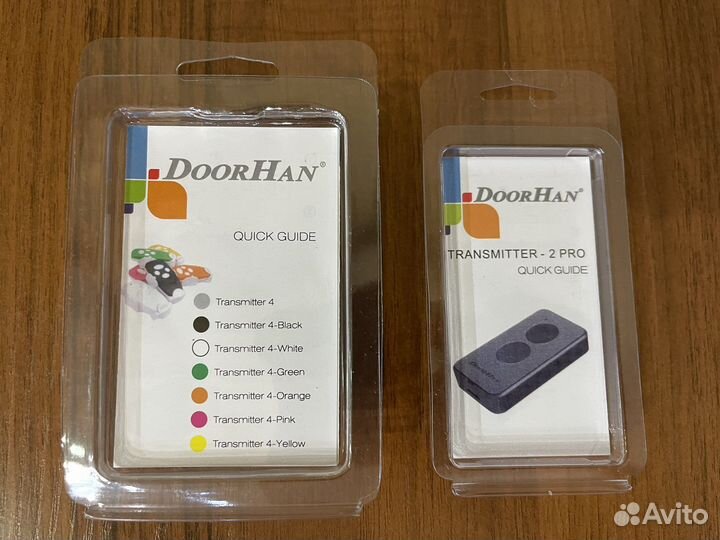 DOORHAN®
QUICK GUIDE
Transmitter 4
Transmitter 4-Black
Transmitter 4-White
Transmitter 4-Green
Transmitter 4-Orange
Transmitter 4-Pink
Transmitter 4-Yellow
DOORHAN®
TRANSMITTER - 2 PRO
QUICK GUIDE
DOORHAN
Avito